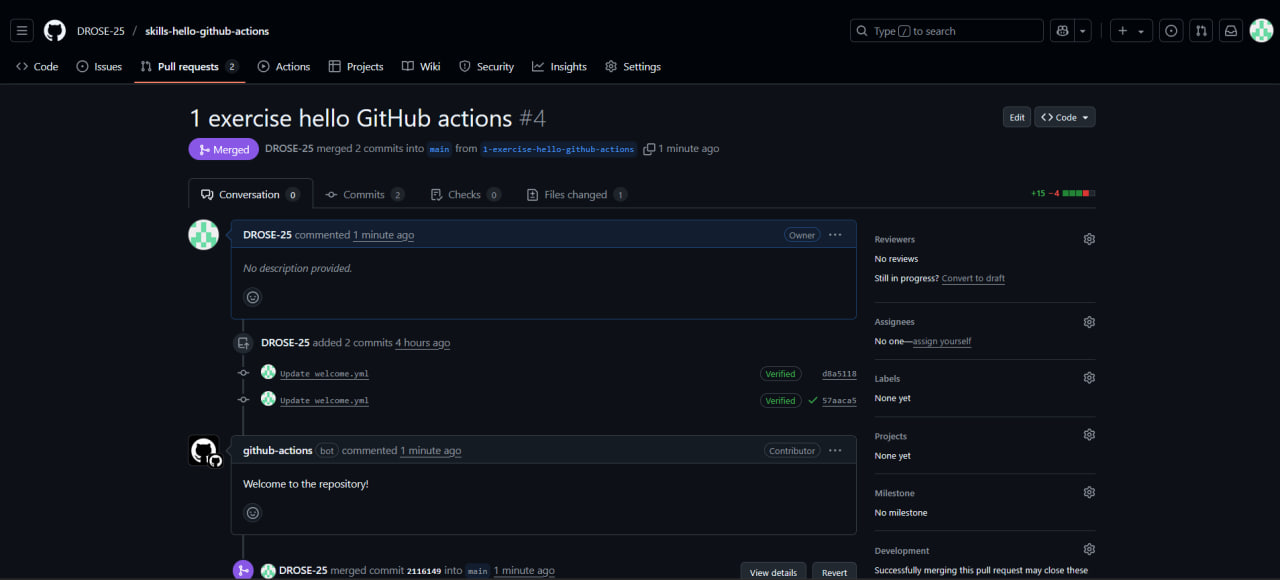 DROSE-25 / skills-hello-github-actions
Type / to search
Code Issues Pull requests 2 Actions Projects Wiki Security Insights Settings
1 exercise hello GitHub actions #4
Edit <> Code
Merged DROSE-25 merged 2 commits into main from 1-exercise-hello-github-actions 1 minute ago
Conversation 0 Commits 2 Checks 0 Files changed 1
+15 −4
DROSE-25 commented 1 minute ago Owner
No description provided.
DROSE-25 added 2 commits 4 hours ago
Update welcome.yml Verified d8a5118
Update welcome.yml Verified 57aaca5
github-actions bot commented 1 minute ago Contributor
Welcome to the repository!
DROSE-25 merged commit 2116149 into main 1 minute ago
View details Revert
Reviewers
No reviews
Still in progress? Convert to draft
Assignees
No one—assign yourself
Labels
None yet
Projects
None yet
Milestone
No milestone
Development
Successfully merging this pull request may close these